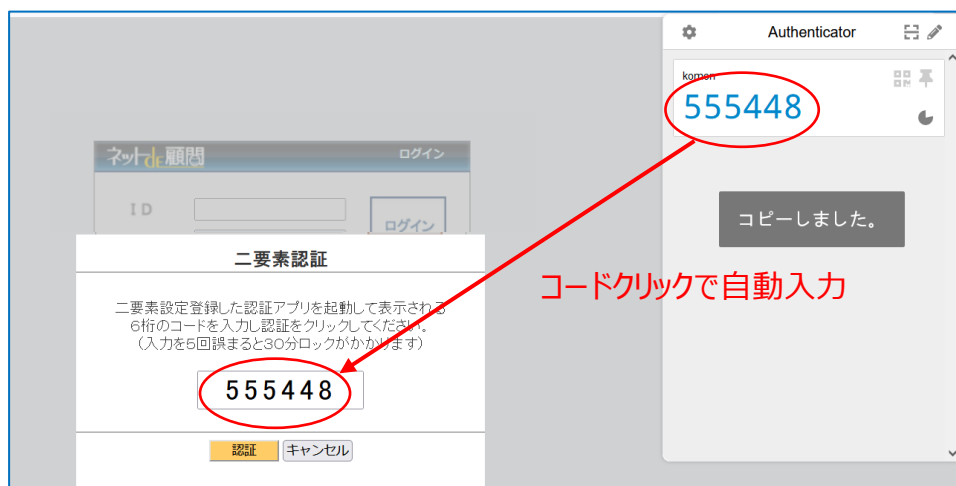 Authenticator
komon
555448
ネットde顧問
ログイン
ID
ログイン
コピーしました。
二要素認証
コードクリックで自動入力
二要素設定登録した認証アプリを起動して表示される
6桁のコードを入力し認証をクリックしてください。
(入力を5回誤まると30分ロックがかかります)
555448
認証 キャンセル